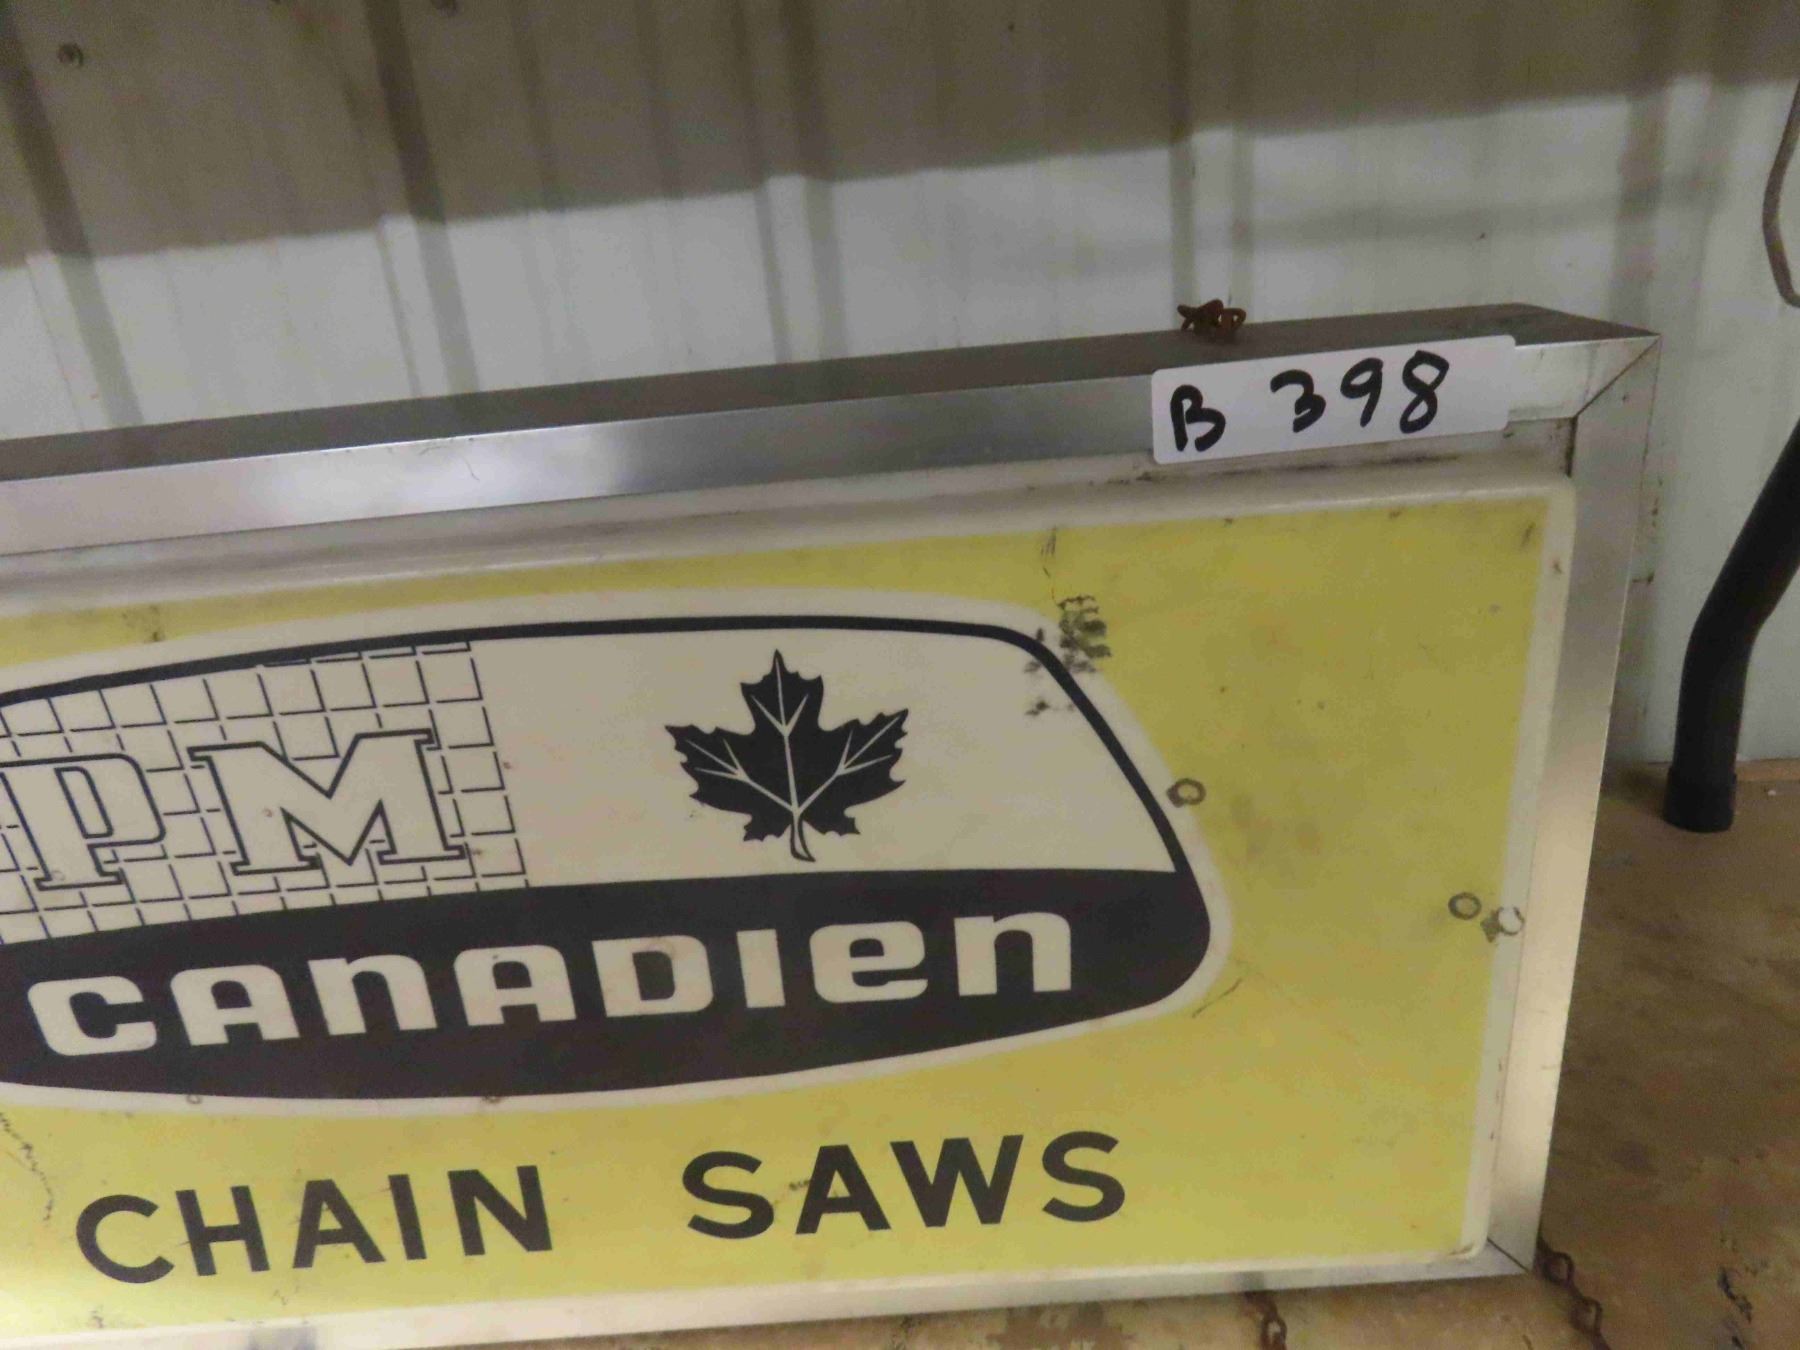 B 398
PM
CANADIEN
CHAIN SAWS